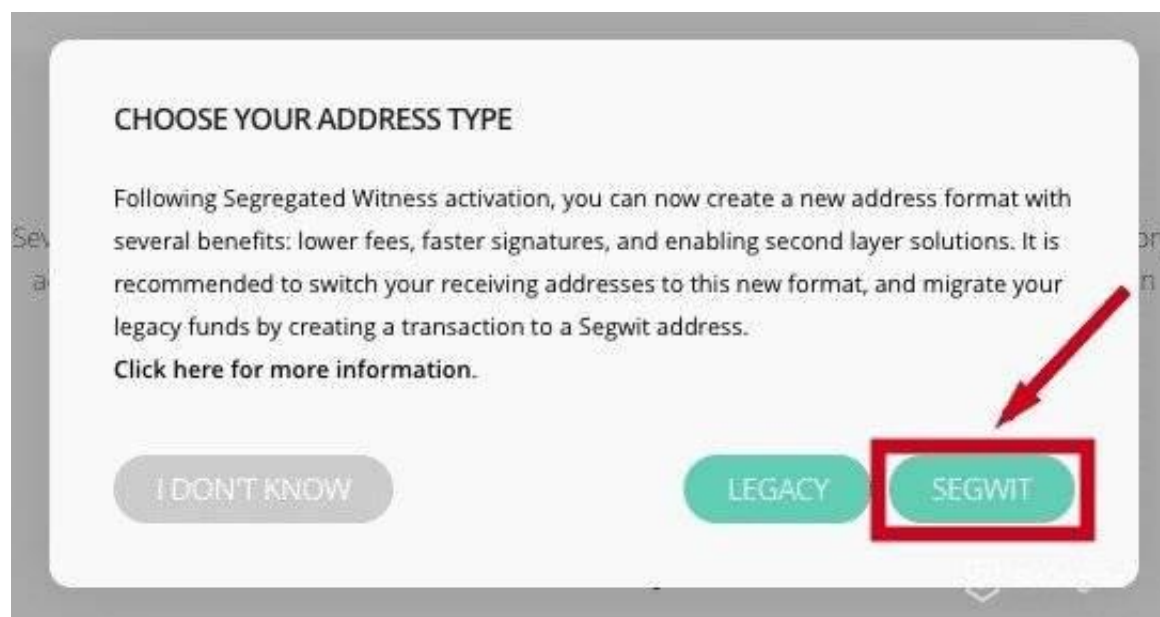 CHOOSE YOUR ADDRESS TYPE
Following Segregated Witness activation, you can now create a new address format with
several benefits: lower fees, faster signatures, and enabling second layer solutions. It is
recommended to switch your receiving addresses to this new format, and migrate your
legacy funds by creating a transaction to a Segwit address.
Click here for more information.
I DON'T KNOW
LEGACY
SEGWIT